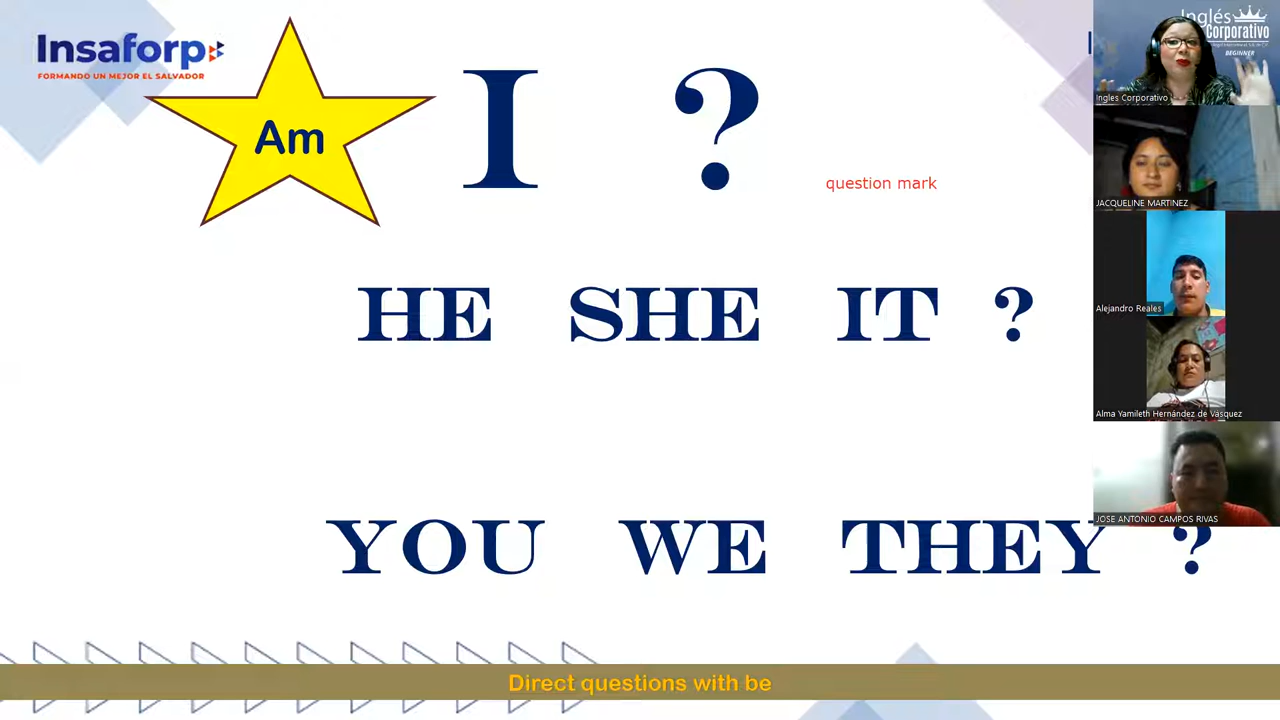 Insaforp
FORMANDO UN MEJOR EL SALVADOR
Am
I ?
question mark
HE SHE IT ?
YOU WE THEY ?
Direct questions with be
Inglés
Corporativo
BEGINNER
Ingles Corporativo
JACQUELINE MARTINEZ
Alejandro Reales
Alma Yamileth Hernández de Vásquez
JOSE ANTONIO CAMPOS RIVAS